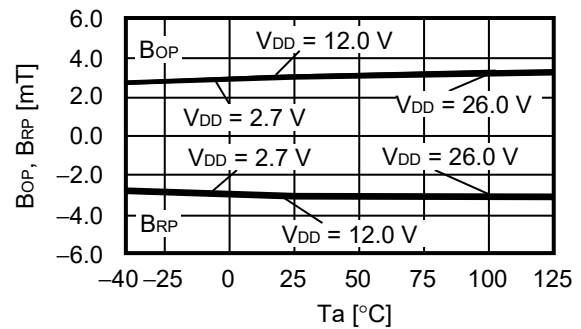 6.0
4.0
2.0
0.0
−2.0
−4.0
−6.0
BOP, BRP [mT]
BOP
VDD = 12.0 V
VDD = 2.7 V
VDD = 26.0 V
VDD = 2.7 V
VDD = 26.0 V
BRP
VDD = 12.0 V
−40 −25 0 25 50 75 100 125
Ta [°C]